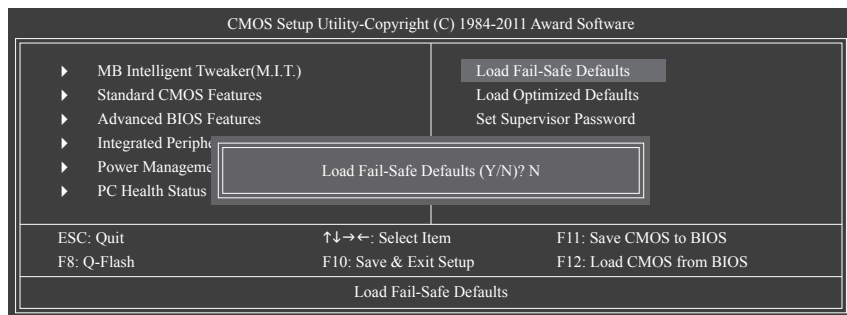 CMOS Setup Utility-Copyright (C) 1984-2011 Award Software
MB Intelligent Tweaker(M.I.T.)
Standard CMOS Features
Advanced BIOS Features
Integrated
PC Health Status
Load Fail-Safe Defaults
Load Optimized Defaults
Set Supervisor Password
Load Fail-Safe Defaults (Y/N)? N
ESC: Quit
↑↓→←: Select Item
F11: Save CMOS to BIOS
F8: Q-Flash
F10: Save & Exit Setup
F12: Load CMOS from BIOS
Load Fail-Safe Defaults